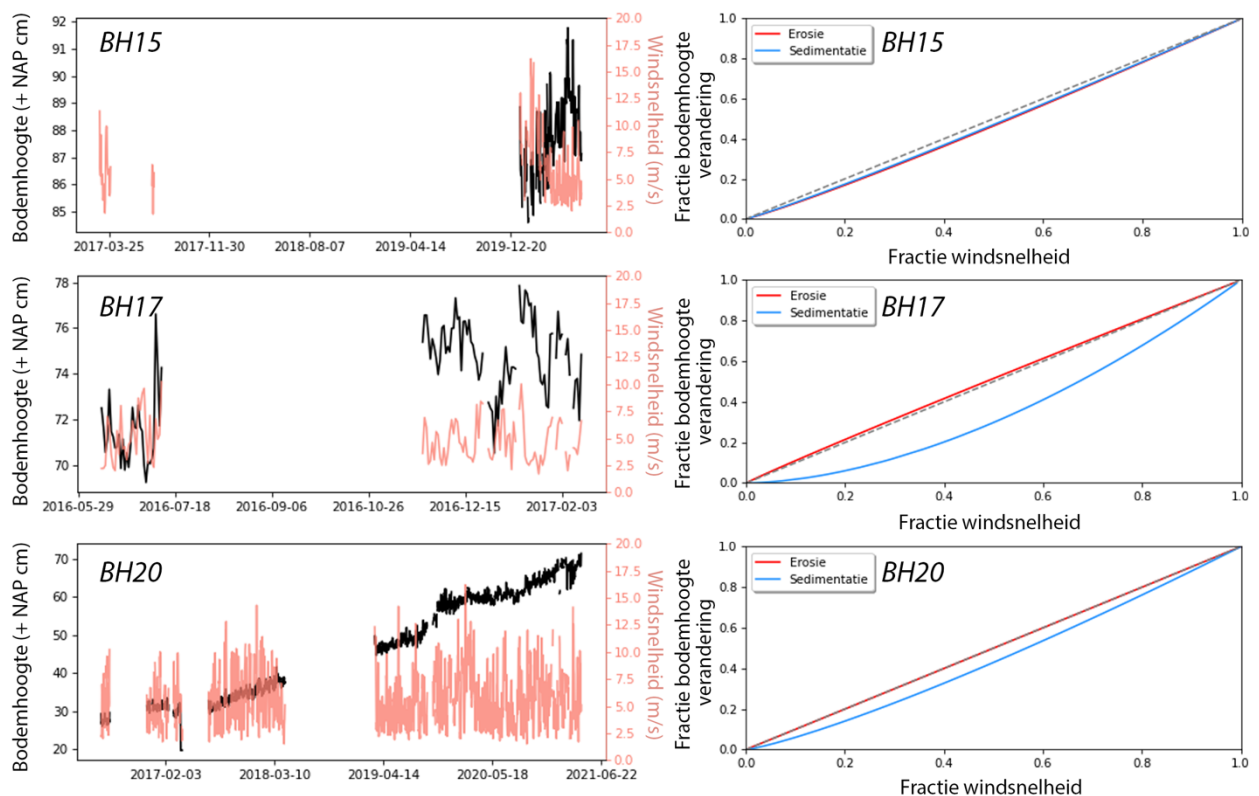 BH15
Bodemhoogte (+ NAP cm)
92
91
90
89
88
87
86
85
20.0
17.5
15.0
12.5
10.0
7.5
5.0
2.5
0.0
Windsnelheid (m/s)
2017-03-25 2017-11-30 2018-08-07 2019-04-14 2019-12-20
BH15
Erosie
Sedimentatie
Fractie bodemhoogte
verandering
1.0
0.8
0.6
0.4
0.2
0.0
0.0 0.2 0.4 0.6 0.8 1.0
Fractie windsnelheid
BH17
Bodemhoogte (+ NAP cm)
78
76
74
72
70
20.0
17.5
15.0
12.5
10.0
7.5
5.0
2.5
0.0
Windsnelheid (m/s)
2016-05-29 2016-07-18 2016-09-06 2016-10-26 2016-12-15 2017-02-03
BH17
Erosie
Sedimentatie
Fractie bodemhoogte
verandering
1.0
0.8
0.6
0.4
0.2
0.0
0.0 0.2 0.4 0.6 0.8 1.0
Fractie windsnelheid
BH20
Bodemhoogte (+ NAP cm)
70
60
50
40
30
20
20.0
17.5
15.0
12.5
10.0
7.5
5.0
2.5
0.0
Windsnelheid (m/s)
2017-02-03 2018-03-10 2019-04-14 2020-05-18 2021-06-22
BH20
Erosie
Sedimentatie
Fractie bodemhoogte
verandering
1.0
0.8
0.6
0.4
0.2
0.0
0.0 0.2 0.4 0.6 0.8 1.0
Fractie windsnelheid